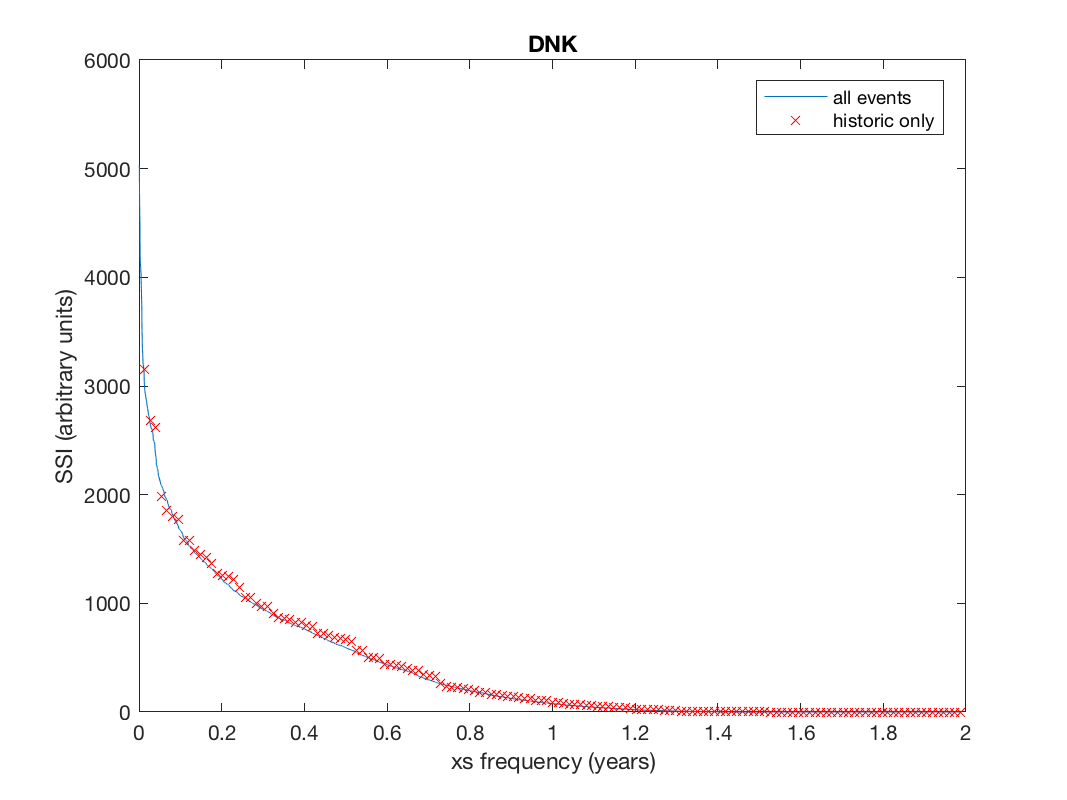 DNK
6000
5000
4000
3000
2000
1000
0
SSI (arbitrary units)
all events
historic only
0 0.2 0.4 0.6 0.8 1 1.2 1.4 1.6 1.8 2
xs frequency (years)